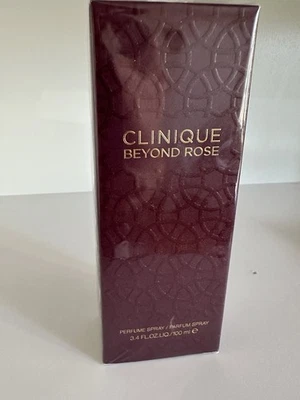 CLINIQUE
BEYOND ROSE
PERFUME SPRAY / PARFUM SPRAY
3.4 FL.OZ.LIQ/100 ml ℮